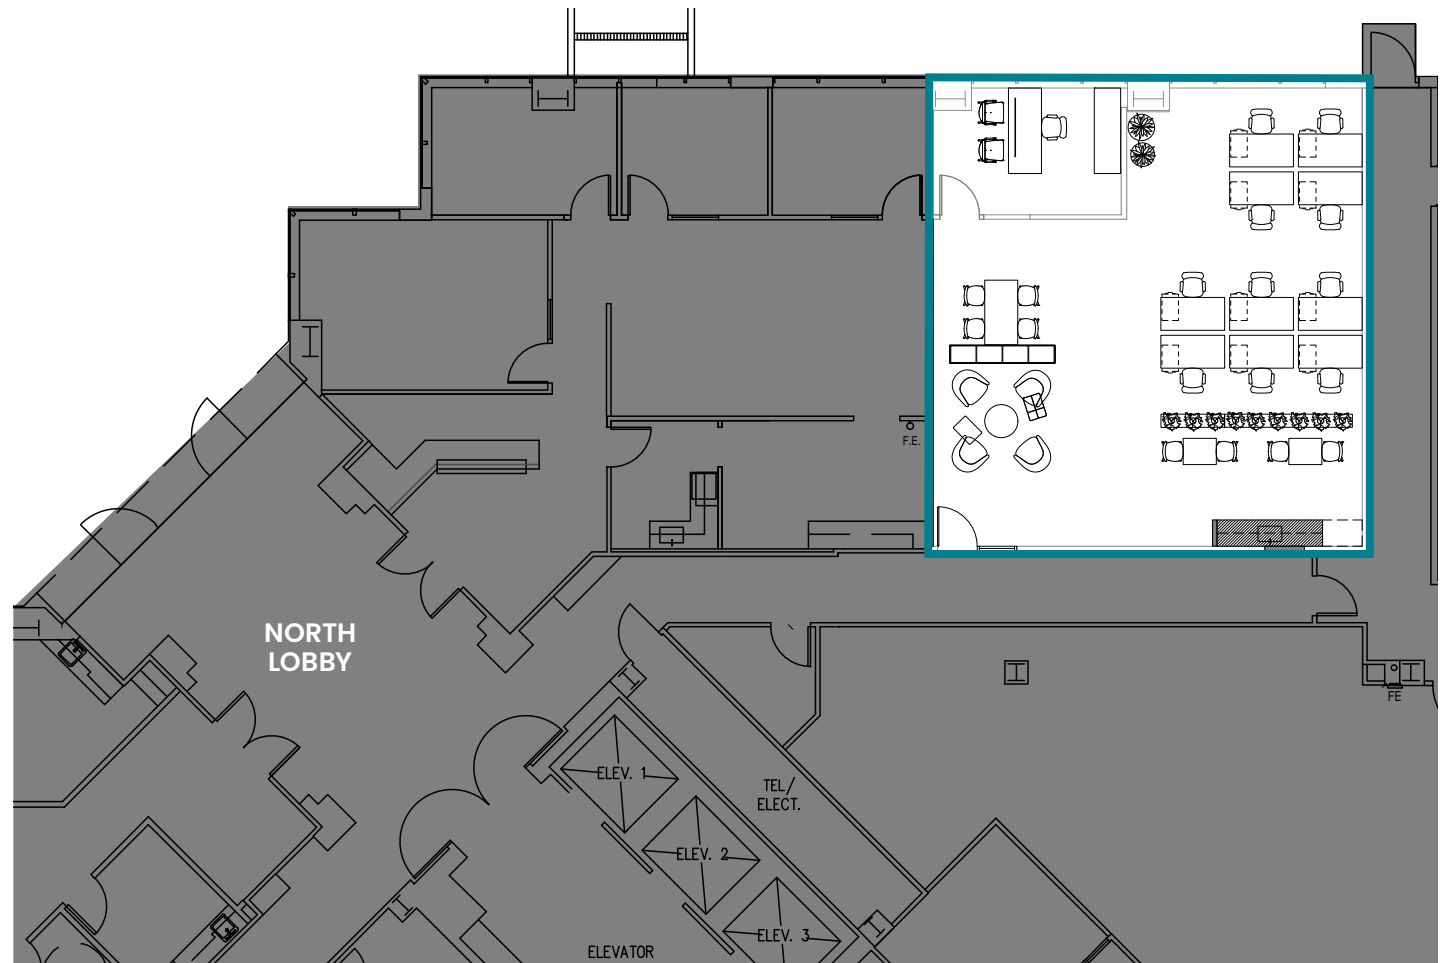 F.E.
NORTH
LOBBY
FE
ELEV. 1
TEL/
ELECT.
ELEV. 2
ELEV. 3
ELEVATOR